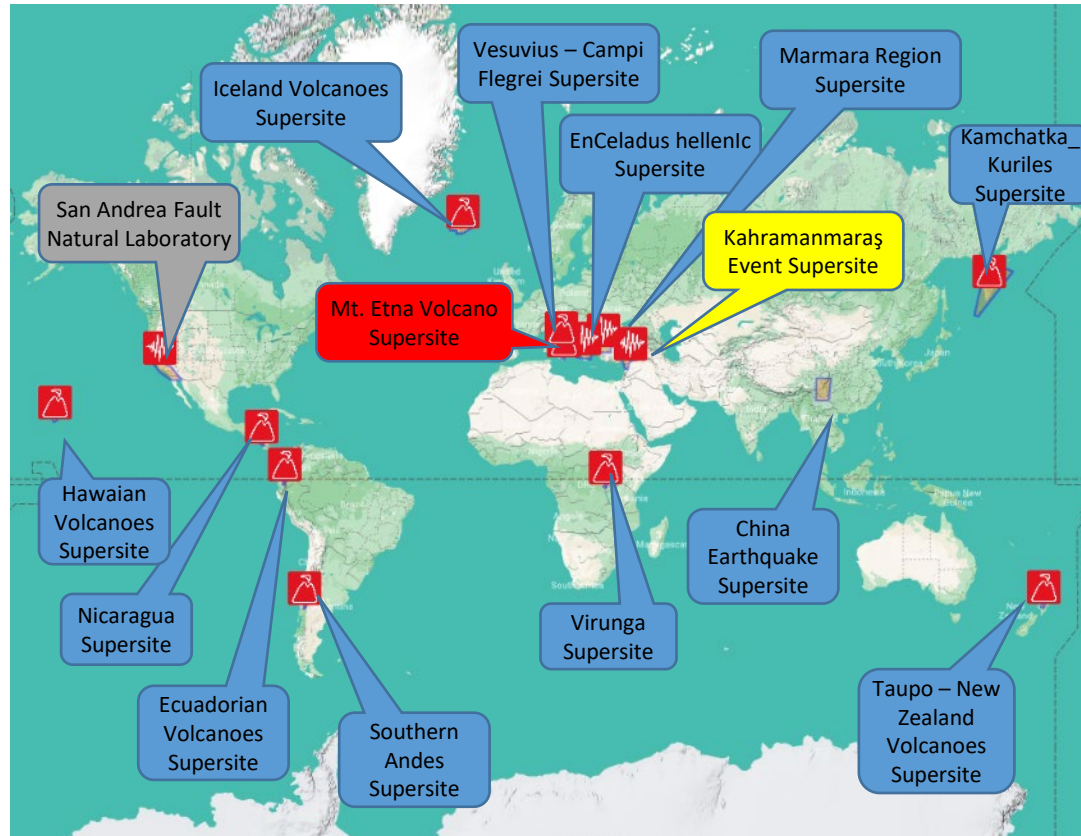 Vesuvius – Campi
Flegrei Supersite
Marmara Region
Supersite
Iceland Volcanoes
Supersite
EnCeladus hellenIc
Supersite
Kamchatka_
Kuriles
Supersite
San Andrea Fault
Natural Laboratory
Kahramanmaraş
Event Supersite
Mt. Etna Volcano
Supersite
Hawaian
Volcanoes
Supersite
China
Earthquake
Supersite
Nicaragua
Supersite
Virunga
Supersite
Ecuadorian
Volcanoes
Supersite
Southern
Andes
Supersite
Taupo – New
Zealand
Volcanoes
Supersite